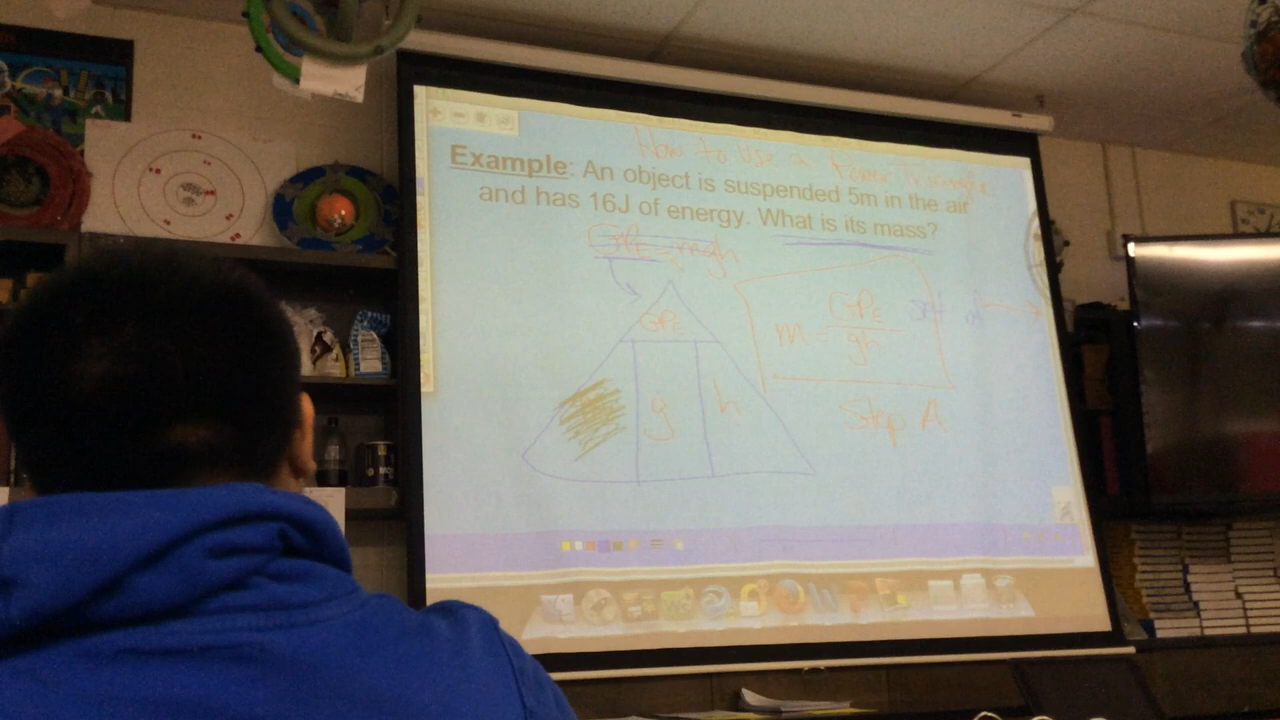 How to Use a Power Triangle
Example: An object is suspended 5m in the air
and has 16J of energy. What is its mass?
GPE = mgh
GPE
m = GPE
gh
g
h
Step A